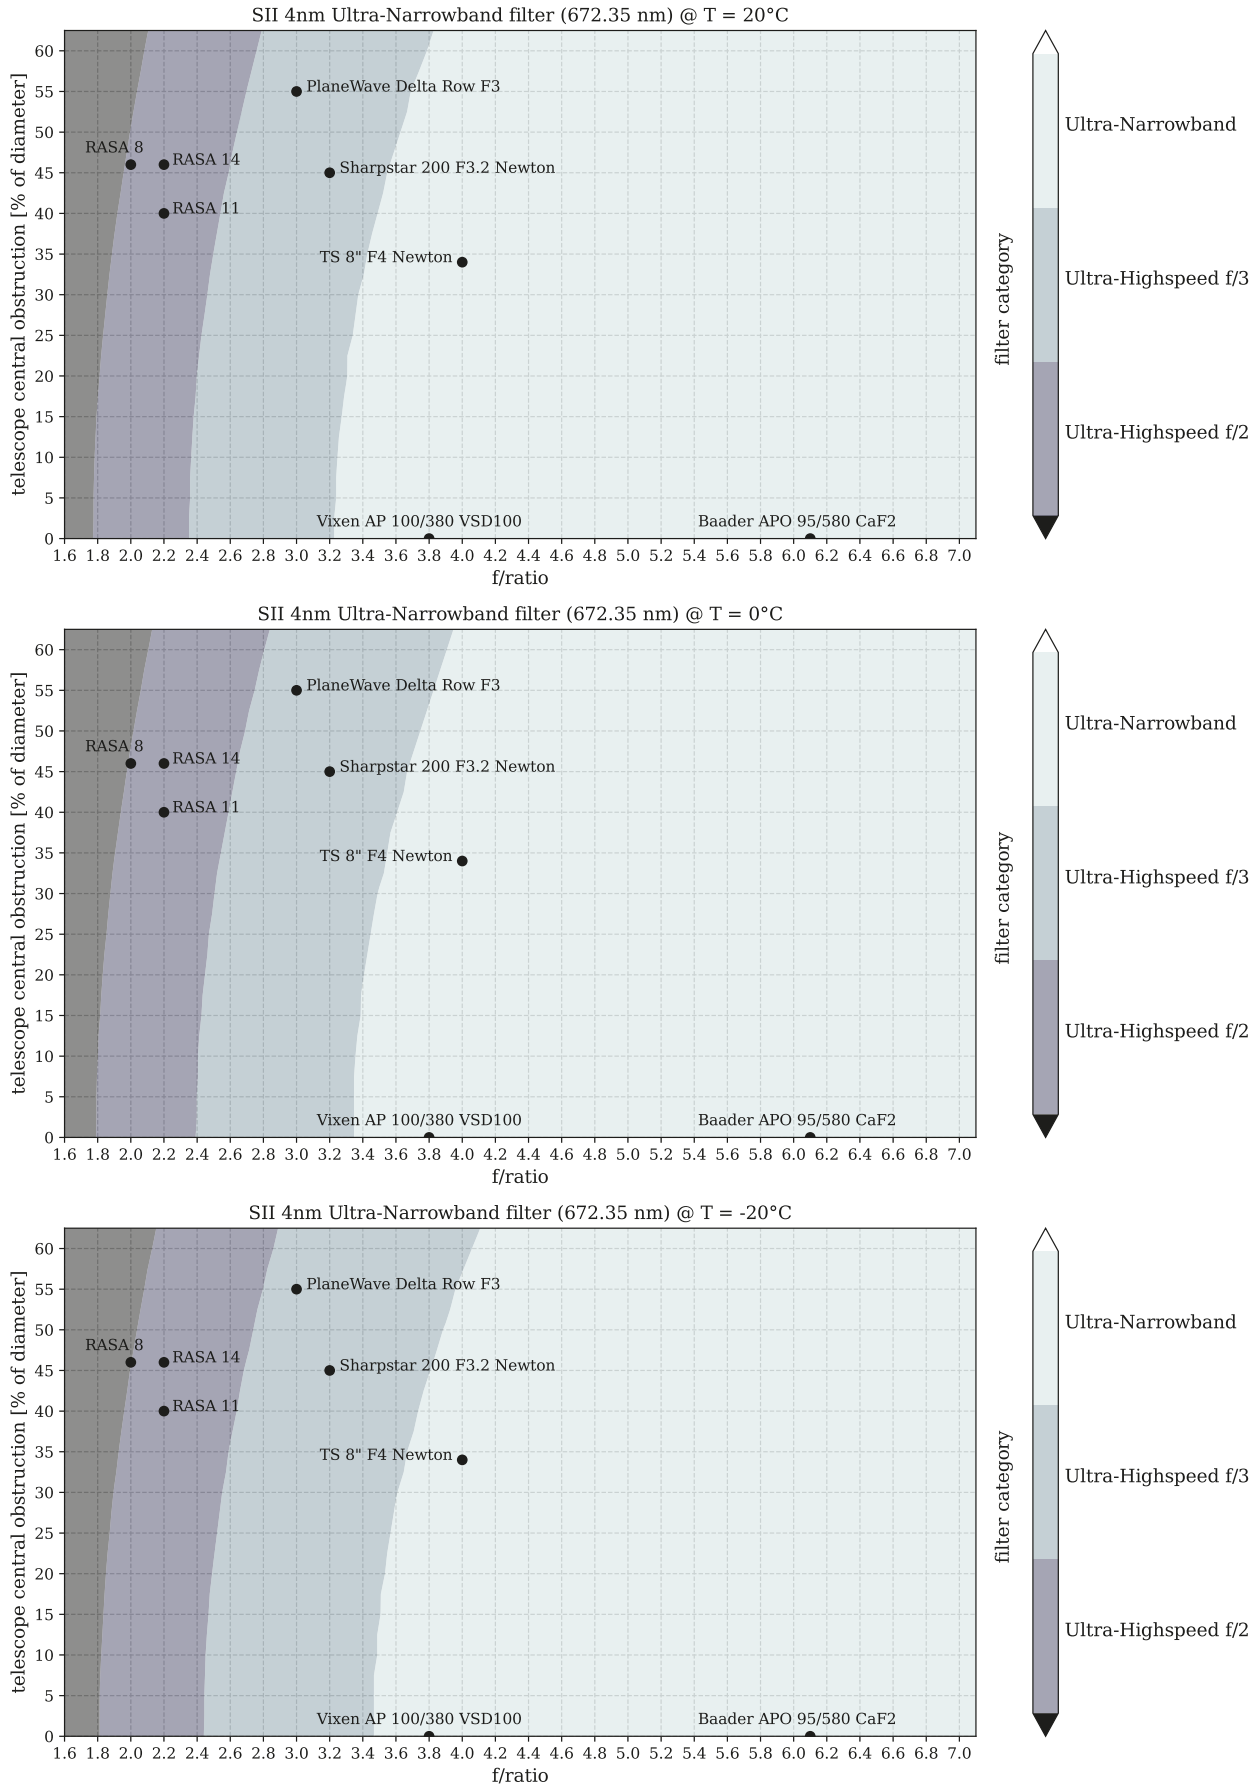 SII 4nm Ultra-Narrowband filter (672.35 nm) @ T = 20°C
telescope central obstruction [% of diameter]
60
55
50
45
40
35
30
25
20
15
10
5
0
PlaneWave Delta Row F3
RASA 8
RASA 14
Sharpstar 200 F3.2 Newton
RASA 11
TS 8" F4 Newton
Vixen AP 100/380 VSD100
Baader APO 95/580 CaF2
1.6 1.8 2.0 2.2 2.4 2.6 2.8 3.0 3.2 3.4 3.6 3.8 4.0 4.2 4.4 4.6 4.8 5.0 5.2 5.4 5.6 5.8 6.0 6.2 6.4 6.6 6.8 7.0
f/ratio
filter category
Ultra-Narrowband
Ultra-Highspeed f/3
Ultra-Highspeed f/2
SII 4nm Ultra-Narrowband filter (672.35 nm) @ T = 0°C
telescope central obstruction [% of diameter]
60
55
50
45
40
35
30
25
20
15
10
5
0
PlaneWave Delta Row F3
RASA 8
RASA 14
Sharpstar 200 F3.2 Newton
RASA 11
TS 8" F4 Newton
Vixen AP 100/380 VSD100
Baader APO 95/580 CaF2
1.6 1.8 2.0 2.2 2.4 2.6 2.8 3.0 3.2 3.4 3.6 3.8 4.0 4.2 4.4 4.6 4.8 5.0 5.2 5.4 5.6 5.8 6.0 6.2 6.4 6.6 6.8 7.0
f/ratio
filter category
Ultra-Narrowband
Ultra-Highspeed f/3
Ultra-Highspeed f/2
SII 4nm Ultra-Narrowband filter (672.35 nm) @ T = -20°C
telescope central obstruction [% of diameter]
60
55
50
45
40
35
30
25
20
15
10
5
0
PlaneWave Delta Row F3
RASA 8
RASA 14
Sharpstar 200 F3.2 Newton
RASA 11
TS 8" F4 Newton
Vixen AP 100/380 VSD100
Baader APO 95/580 CaF2
1.6 1.8 2.0 2.2 2.4 2.6 2.8 3.0 3.2 3.4 3.6 3.8 4.0 4.2 4.4 4.6 4.8 5.0 5.2 5.4 5.6 5.8 6.0 6.2 6.4 6.6 6.8 7.0
f/ratio
filter category
Ultra-Narrowband
Ultra-Highspeed f/3
Ultra-Highspeed f/2